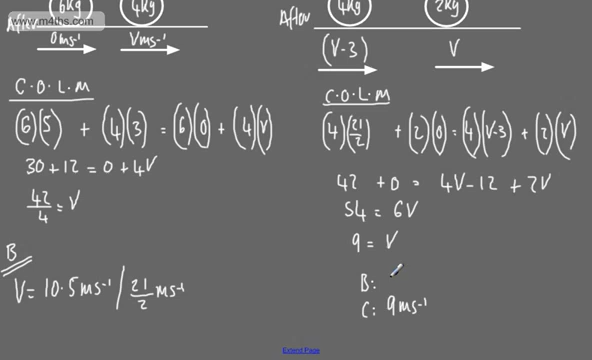 www.m4ths.com
6kg 4kg
After
0ms⁻¹ Vms⁻¹
C.O.L.M
(6)(5) + (4)(3) = (6)(0) + (4)(V)
30+12 = 0 + 4V
42/4 = V
B
V = 10.5ms⁻¹ / 21/2 ms⁻¹
4kg 2kg
After
(V-3) V
C.O.L.M
(4)(21/2) + (2)(0) = (4)(V-3) + (2)(V)
42 + 0 = 4V-12 + 2V
54 = 6V
9 = V
B:
C: 9ms⁻¹
Extend Page